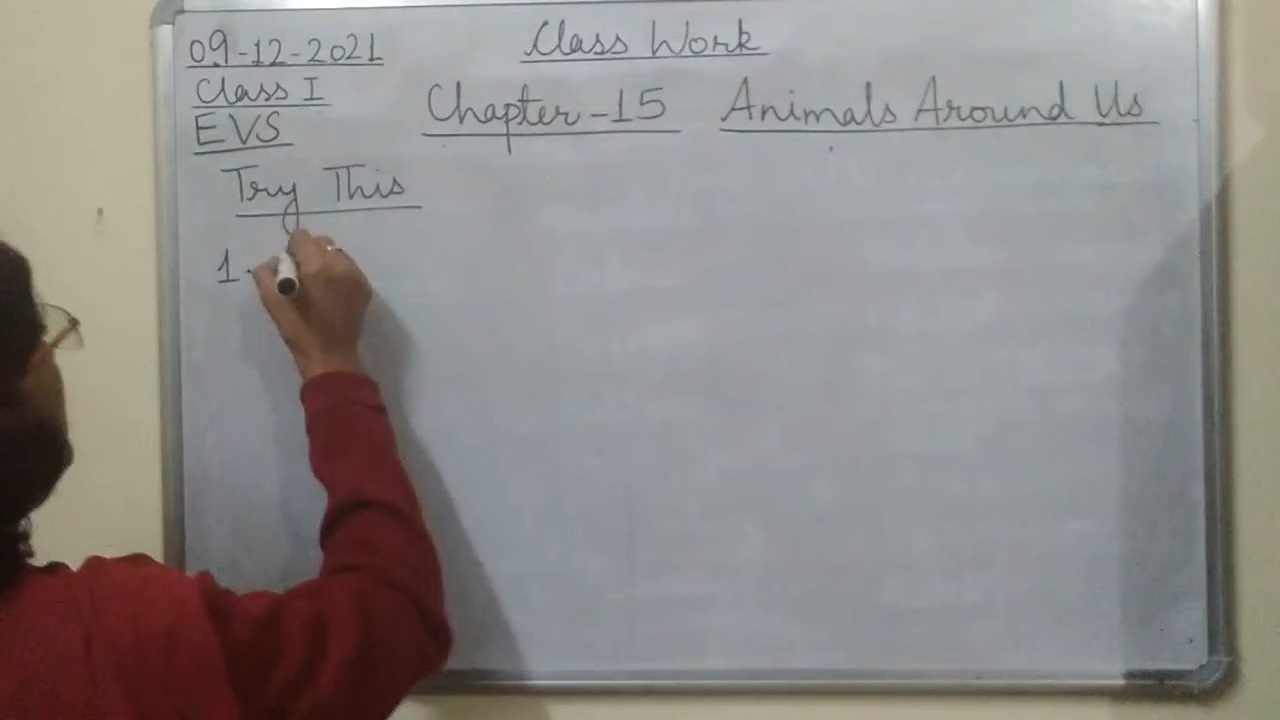 09-12-2021
Class Work
Class I
Chapter-15 Animals Around Us
EVS
Try This
1.